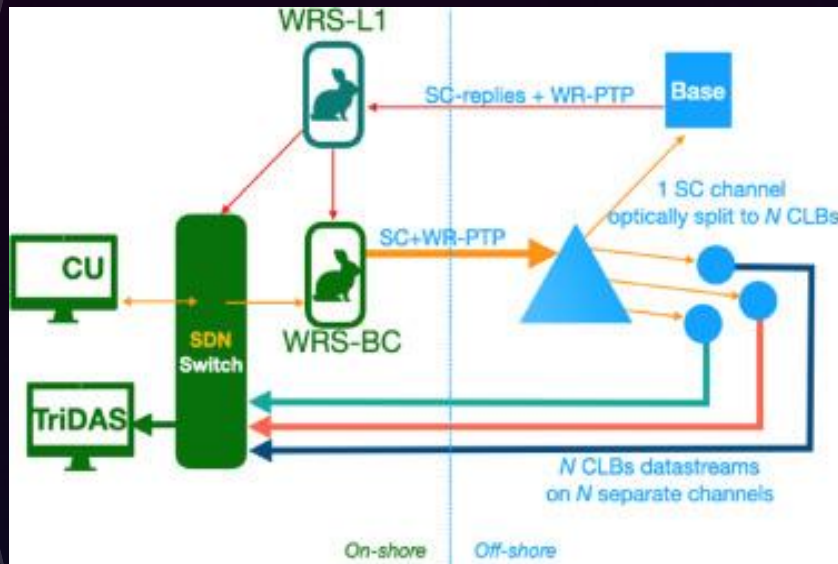 WRS-L1
SC-replies + WR-PTP
Base
1 SC channel
optically split to N CLBs
CU
SC+WR-PTP
SDN
Switch
WRS-BC
TriDAS
N CLBs datastreams
on N separate channels
On-shore
Off-shore